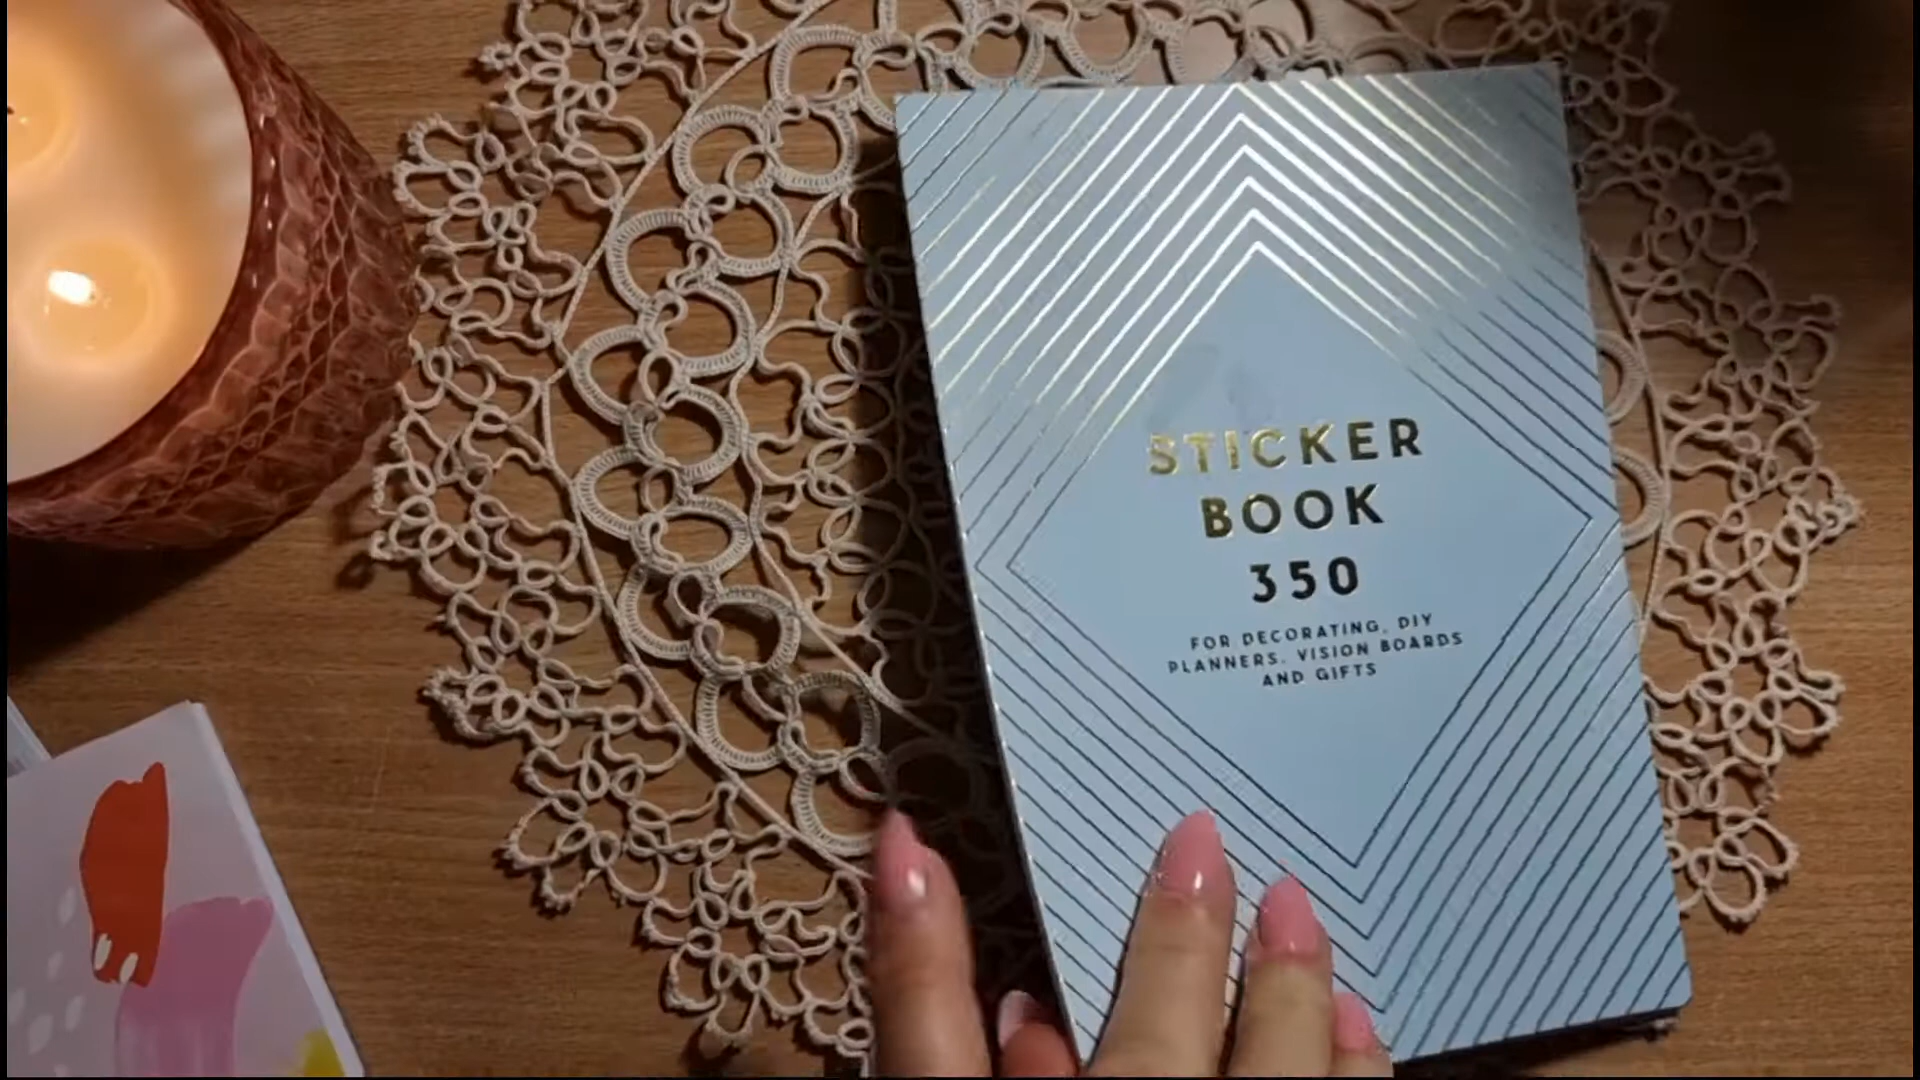 STICKER
BOOK
350
FOR DECORATING, DIY
PLANNERS, VISION BOARDS
AND GIFTS